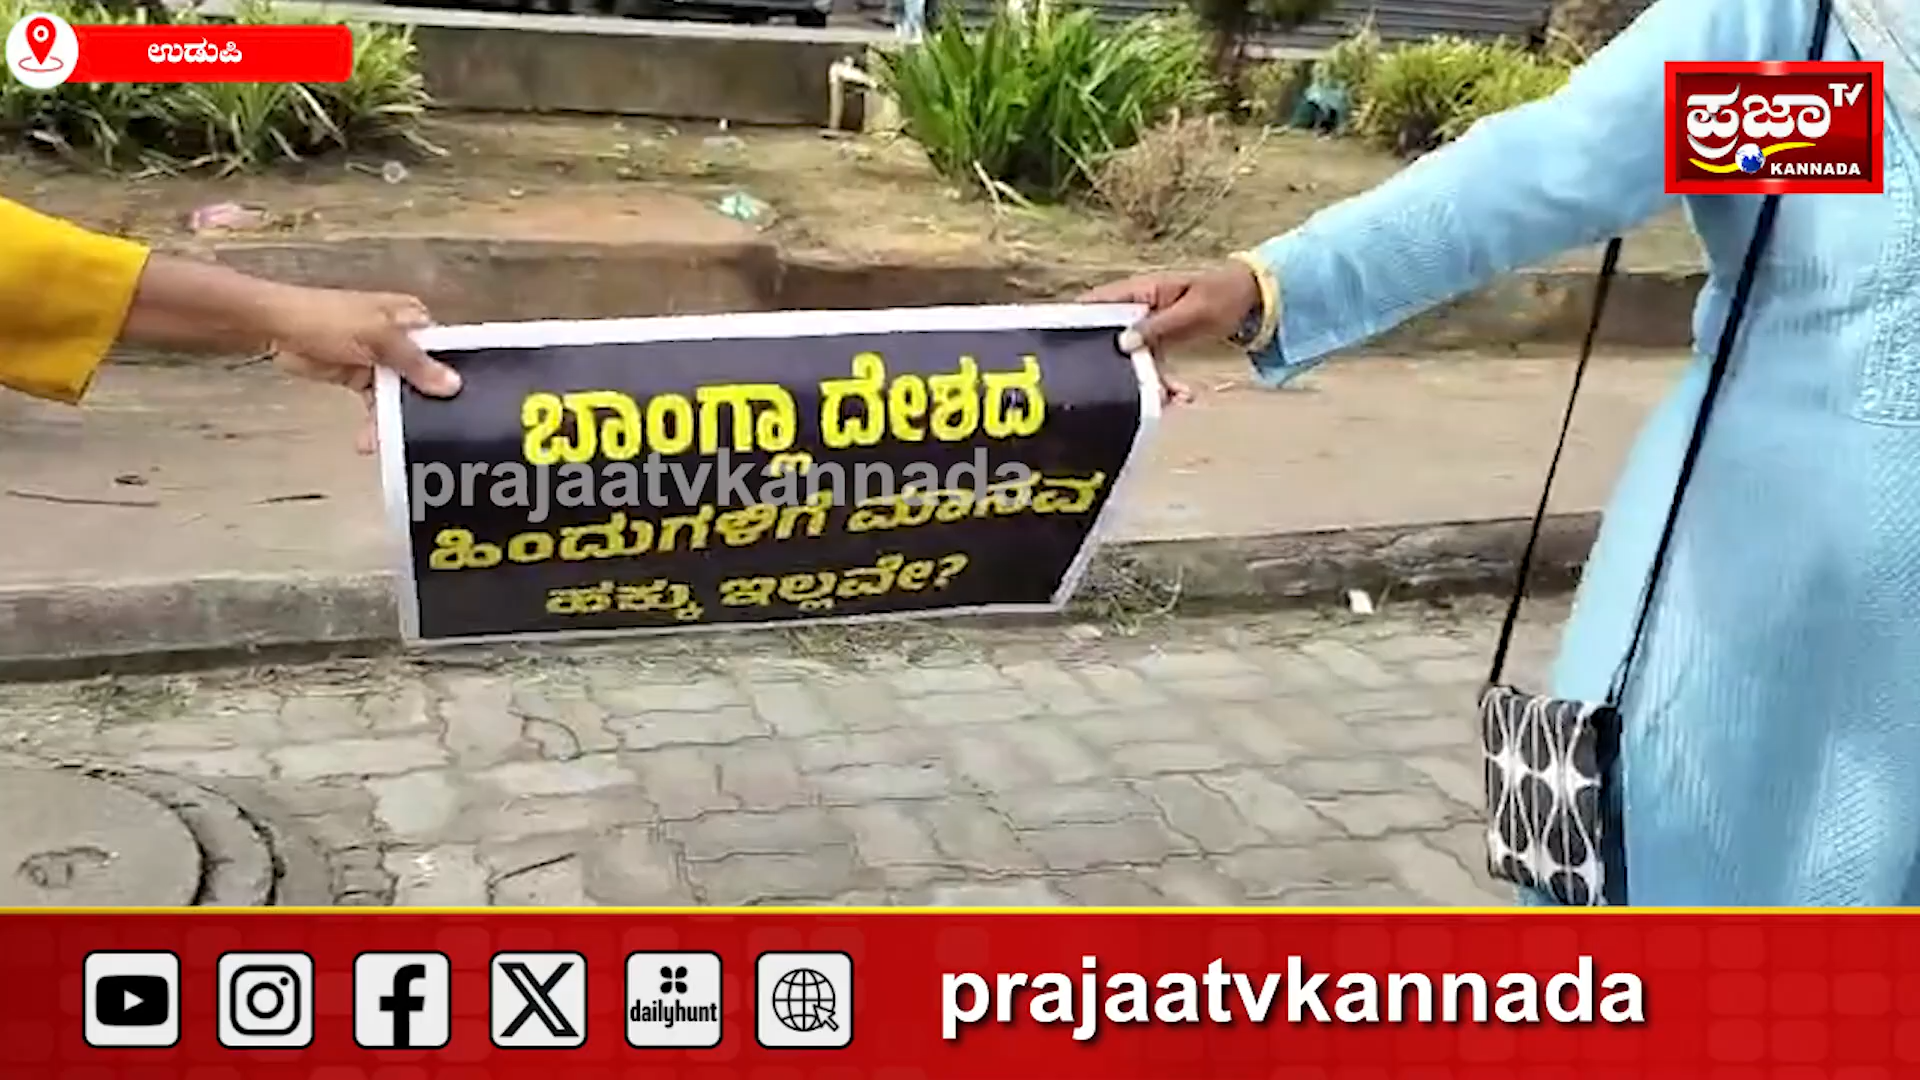 ಉಡುಪಿ
ಪ್ರಜಾ TV
KANNADA
ಬಾಂಗ್ಲಾ ದೇಶದ
prajaatvkannada
ಹಿಂದುಗಳಿಗೆ ಮಾನವ
ಹಕ್ಕು ಇಲ್ಲವೇ?
dailyhunt
prajaatvkannada